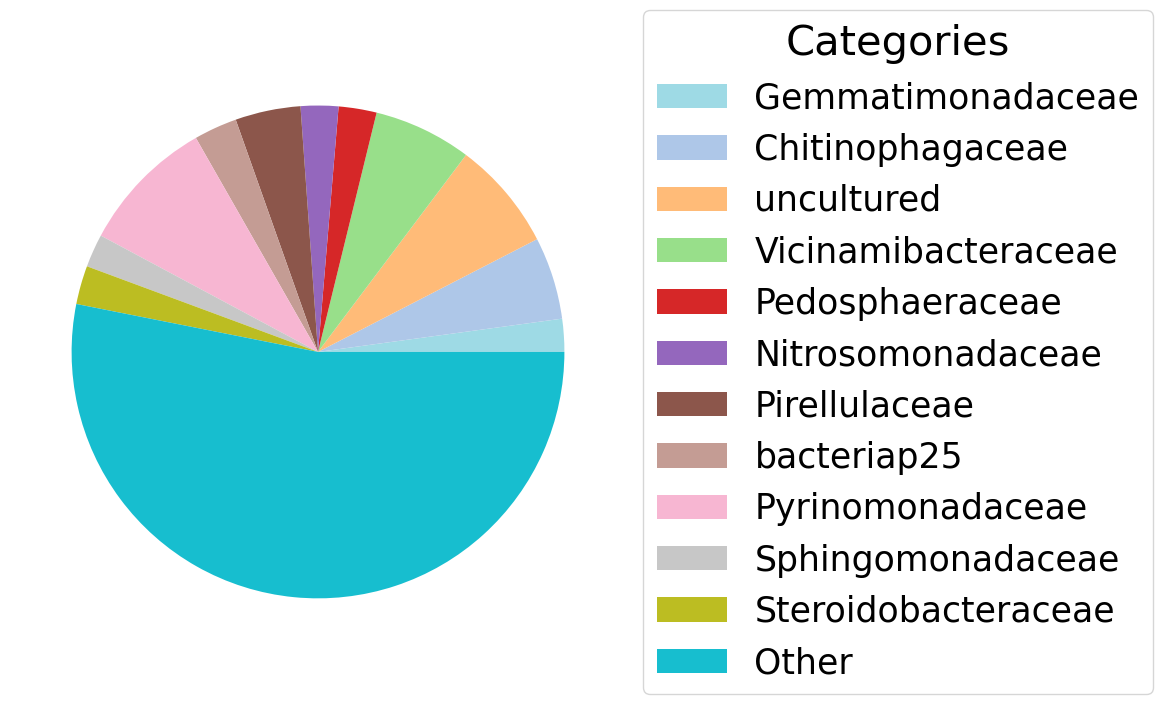 Categories
Gemmatimonadaceae
Chitinophagaceae
uncultured
Vicinamibacteraceae
Pedosphaeraceae
Nitrosomonadaceae
Pirellulaceae
bacteriap25
Pyrinomonadaceae
Sphingomonadaceae
Steroidobacteraceae
Other